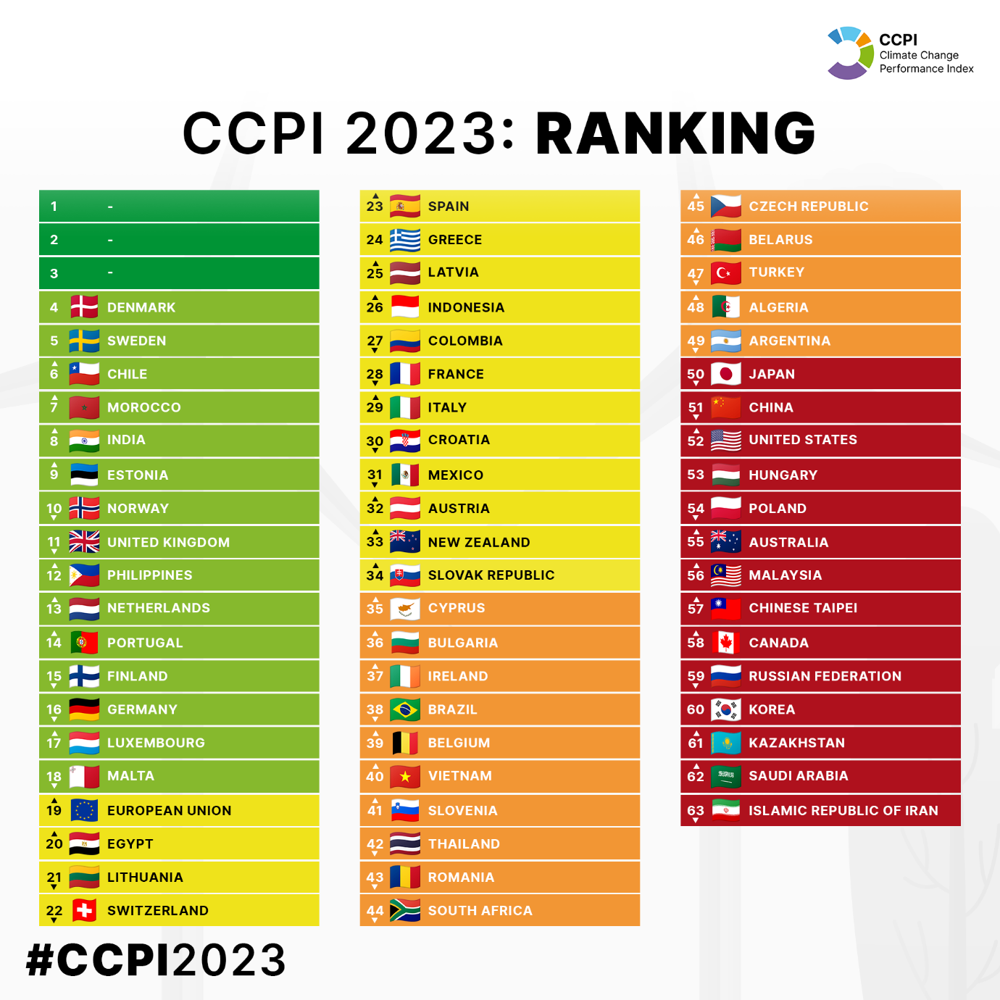 CCPI
Climate Change
Performance Index
CCPI 2023: RANKING
1 -
2 -
3 -
4 DENMARK
5 SWEDEN
6 CHILE
7 MOROCCO
8 INDIA
9 ESTONIA
10 NORWAY
11 UNITED KINGDOM
12 PHILIPPINES
13 NETHERLANDS
14 PORTUGAL
15 FINLAND
16 GERMANY
17 LUXEMBOURG
18 MALTA
19 EUROPEAN UNION
20 EGYPT
21 LITHUANIA
22 SWITZERLAND
23 SPAIN
24 GREECE
25 LATVIA
26 INDONESIA
27 COLOMBIA
28 FRANCE
29 ITALY
30 CROATIA
31 MEXICO
32 AUSTRIA
33 NEW ZEALAND
34 SLOVAK REPUBLIC
35 CYPRUS
36 BULGARIA
37 IRELAND
38 BRAZIL
39 BELGIUM
40 VIETNAM
41 SLOVENIA
42 THAILAND
43 ROMANIA
44 SOUTH AFRICA
45 CZECH REPUBLIC
46 BELARUS
47 TURKEY
48 ALGERIA
49 ARGENTINA
50 JAPAN
51 CHINA
52 UNITED STATES
53 HUNGARY
54 POLAND
55 AUSTRALIA
56 MALAYSIA
57 CHINESE TAIPEI
58 CANADA
59 RUSSIAN FEDERATION
60 KOREA
61 KAZAKHSTAN
62 SAUDI ARABIA
63 ISLAMIC REPUBLIC OF IRAN
#CCPI2023